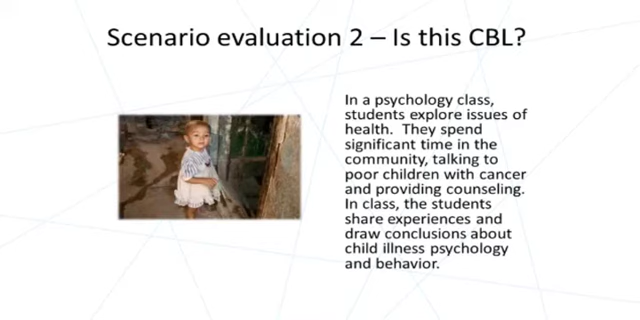 Scenario evaluation 2 – Is this CBL?
In a psychology class,
students explore issues of
health.  They spend
significant time in the
community, talking to
poor children with cancer
and providing counseling.
In class, the students
share experiences and
draw conclusions about
child illness psychology
and behavior.